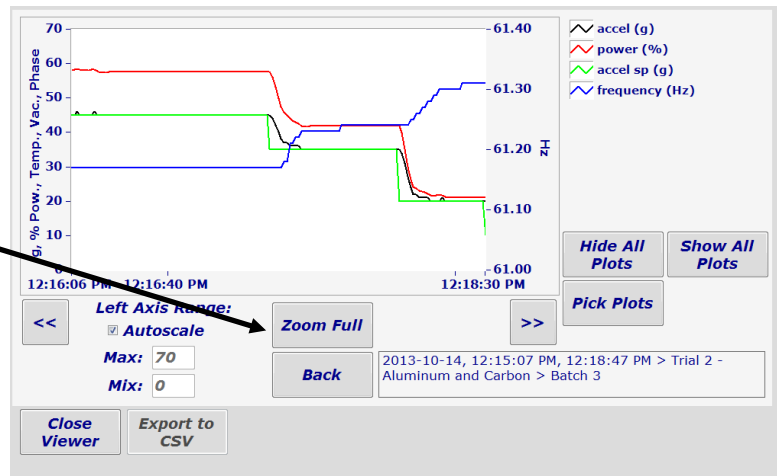 70
60
50
40
30
20
10
g, % Pow., Temp., Vac., Phase
61.40
61.30
61.20
61.10
61.00
Hz
12:16:06 PM 12:16:40 PM 12:18:30 PM
accel (g)
power (%)
accel sp (g)
frequency (Hz)
Hide All
Plots
Show All
Plots
Pick Plots
<<
Left Axis Range:
Autoscale
Max: 70
Mix: 0
Zoom Full
Back
>>
2013-10-14, 12:15:07 PM, 12:18:47 PM > Trial 2 -
Aluminum and Carbon > Batch 3
Close
Viewer
Export to
CSV